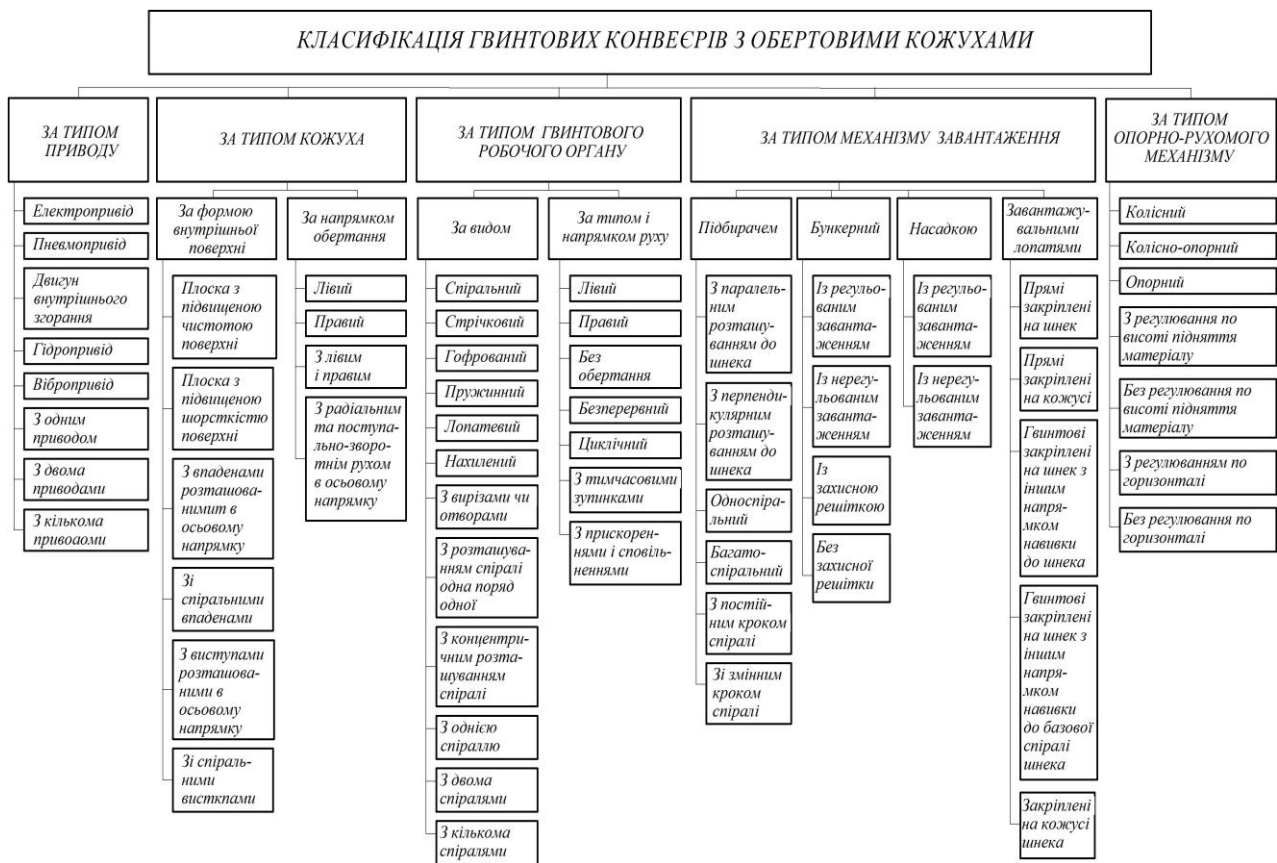 КЛАСИФІКАЦІЯ ГВИНТОВИХ КОНВЕЄРІВ З ОБЕРТОВИМИ КОЖУХАМИ
ЗА ТИПОМ
ПРИВОДУ
Електропривід
Пневмопривід
Двигун
внутрішнього
згорання
Гідропривід
Вібропривід
З одним
приводом
З двома
приводами
З кількома
привоаоми
ЗА ТИПОМ КОЖУХА
За формою
внутрішньої
поверхні
Плоска з
підвищеною
чистотою
поверхні
Плоска з
підвищеною
шорсткістю
поверхні
З впаденами
розташова-
нимит в
осьовому
напрямку
Зі
спіральними
впаденами
З виступами
розташова-
ними в
осьовому
напрямку
Зі спіраль-
ними
висткпами
За напрямком
обертання
Лівий
Правий
З лівим
і правим
З радіальним
та поступа-
льно-зворо-
тнім рухом
в осьовому
напрямку
ЗА ТИПОМ ГВИНТОВОГО
РОБОЧОГО ОРГАНУ
За видом
Спіральний
Стрічковий
Гофрований
Пружинний
Лопатевий
Нахилений
З вирізами чи
отворами
З розташува-
нням спіралі
одна поряд
одної
З концентри-
чним розта-
шуванням
спіралі
З однією
спіраллю
З двома
спіралями
З кількома
спіралями
За типом і
напрямком руху
Лівий
Правий
Без
обертання
Безперервний
Циклічний
З тимчасовими
зупинками
З прискорен-
нями і сповіль-
неннями
ЗА ТИПОМ МЕХАНІЗМУ ЗАВАНТАЖЕННЯ
Підбирачем
З паралель-
ним
розташу-
ванням до
шнека
З перпенди-
кулярним
розташу-
ванням до
шнека
Односпіра-
льний
Багато-
спіральний
З постій-
ним кроком
спіралі
Зі змінним
кроком
спіралі
Бункерний
Із регульо-
ваним
заванта-
женням
Із нерегу-
льованим
заванта-
женням
Із
захисною
решіткою
Без
захисної
решітки
Насадкою
Із регульо-
ваним
заванта-
женням
Із нерегу-
льованим
заванта-
женням
Завантажу-
вальними
лопатями
Прямі
закріплені
на шнек
Прямі
закріплені
на кожусі
Гвинтові
закріплені
на шнек з
іншим
напря-
мком
навивки
до шнека
Гвинтові
закріплені
на шнек з
іншим
напря-
мком
навивки
до базової
спіралі
шнека
Закріплені
на кожусі
шнека
ЗА ТИПОМ
ОПОРНО-РУХОМОГО
МЕХАНІЗМУ
Колісний
Колісно-опорний
Опорний
З регулювання по
висоті підняття
матеріалу
Без регулювання по
висоті підняття
матеріалу
З регулюванням по
горизонталі
Без регулювання по
горизонталі